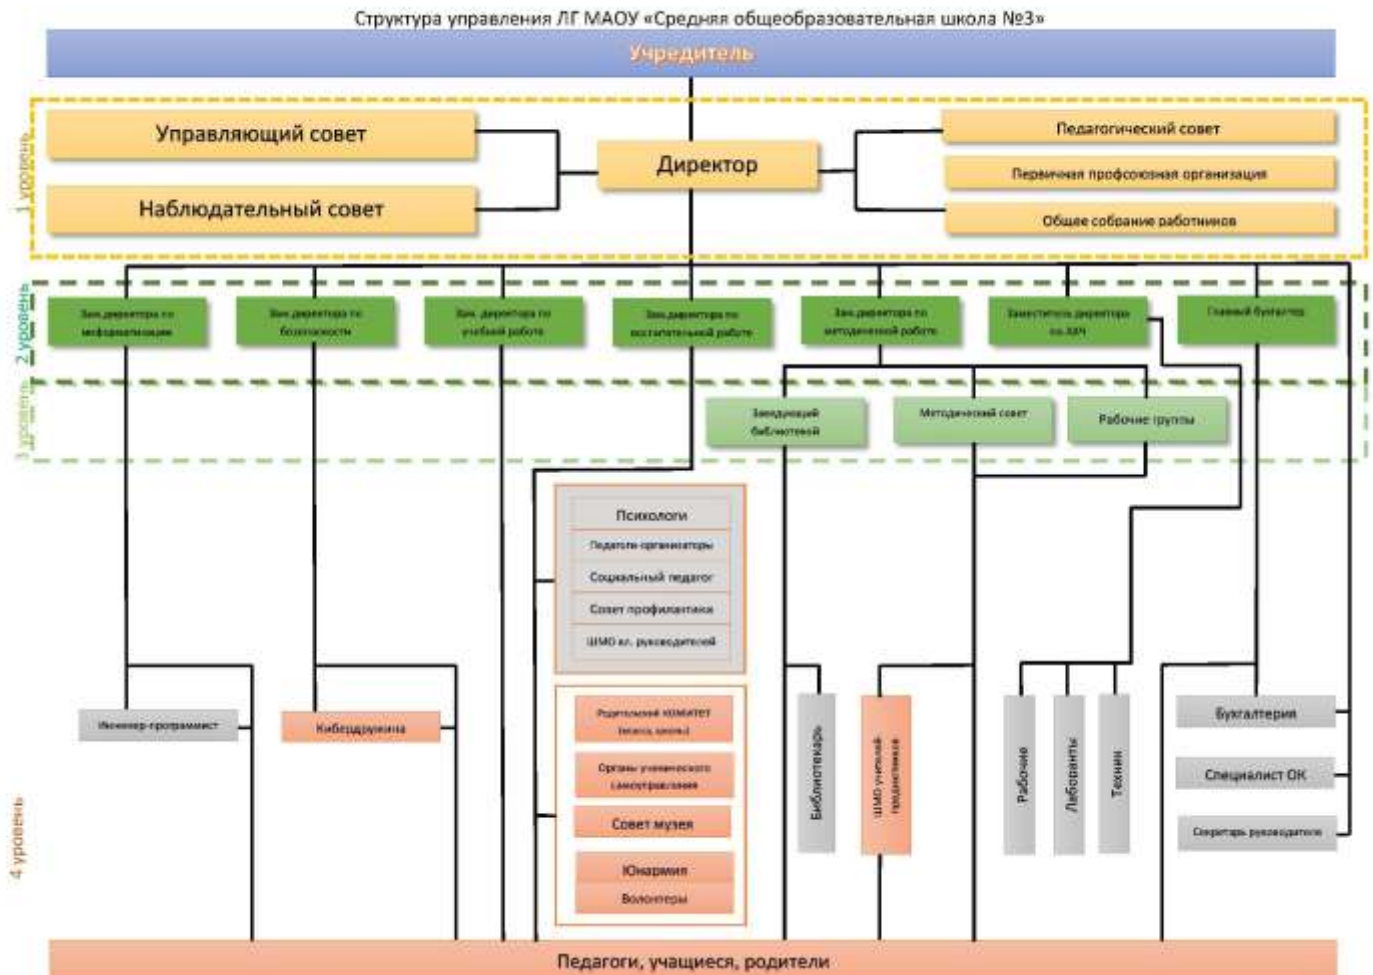 Структура управления ЛГ МАОУ «Средняя общеобразовательная школа №3»
Учредитель
1 уровень
Управляющий совет
Наблюдательный совет
Директор
Педагогический совет
Первичная профсоюзная организация
Общее собрание работников
2 уровень
Зам.директора по
информатизации
Зам.директора по
безопасности
Зам. директора по
учебной работе
Зам.директора по
воспитательной работе
Зам.директора по
методической работе
Заместитель директора
по АХЧ
Главный бухгалтер
3 уровень
Заведующий
библиотекой
Методический совет
Рабочие группы
4 уровень
Психологи
Педагоги-организаторы
Социальный педагог
Совет профилактики
ШМО кл. руководителей
Инженер-программист
Кибердружина
Родительский КОМИТЕТ
(класса, школы)
Органы ученического
самоуправления
Совет музея
Юнармия
Волонтеры
Библиотекарь
ШМО учителей-
предметников
Рабочие
Лаборанты
Техник
Бухгалтерия
Специалист ОК
Секретарь руководителя
Педагоги, учащиеся, родители